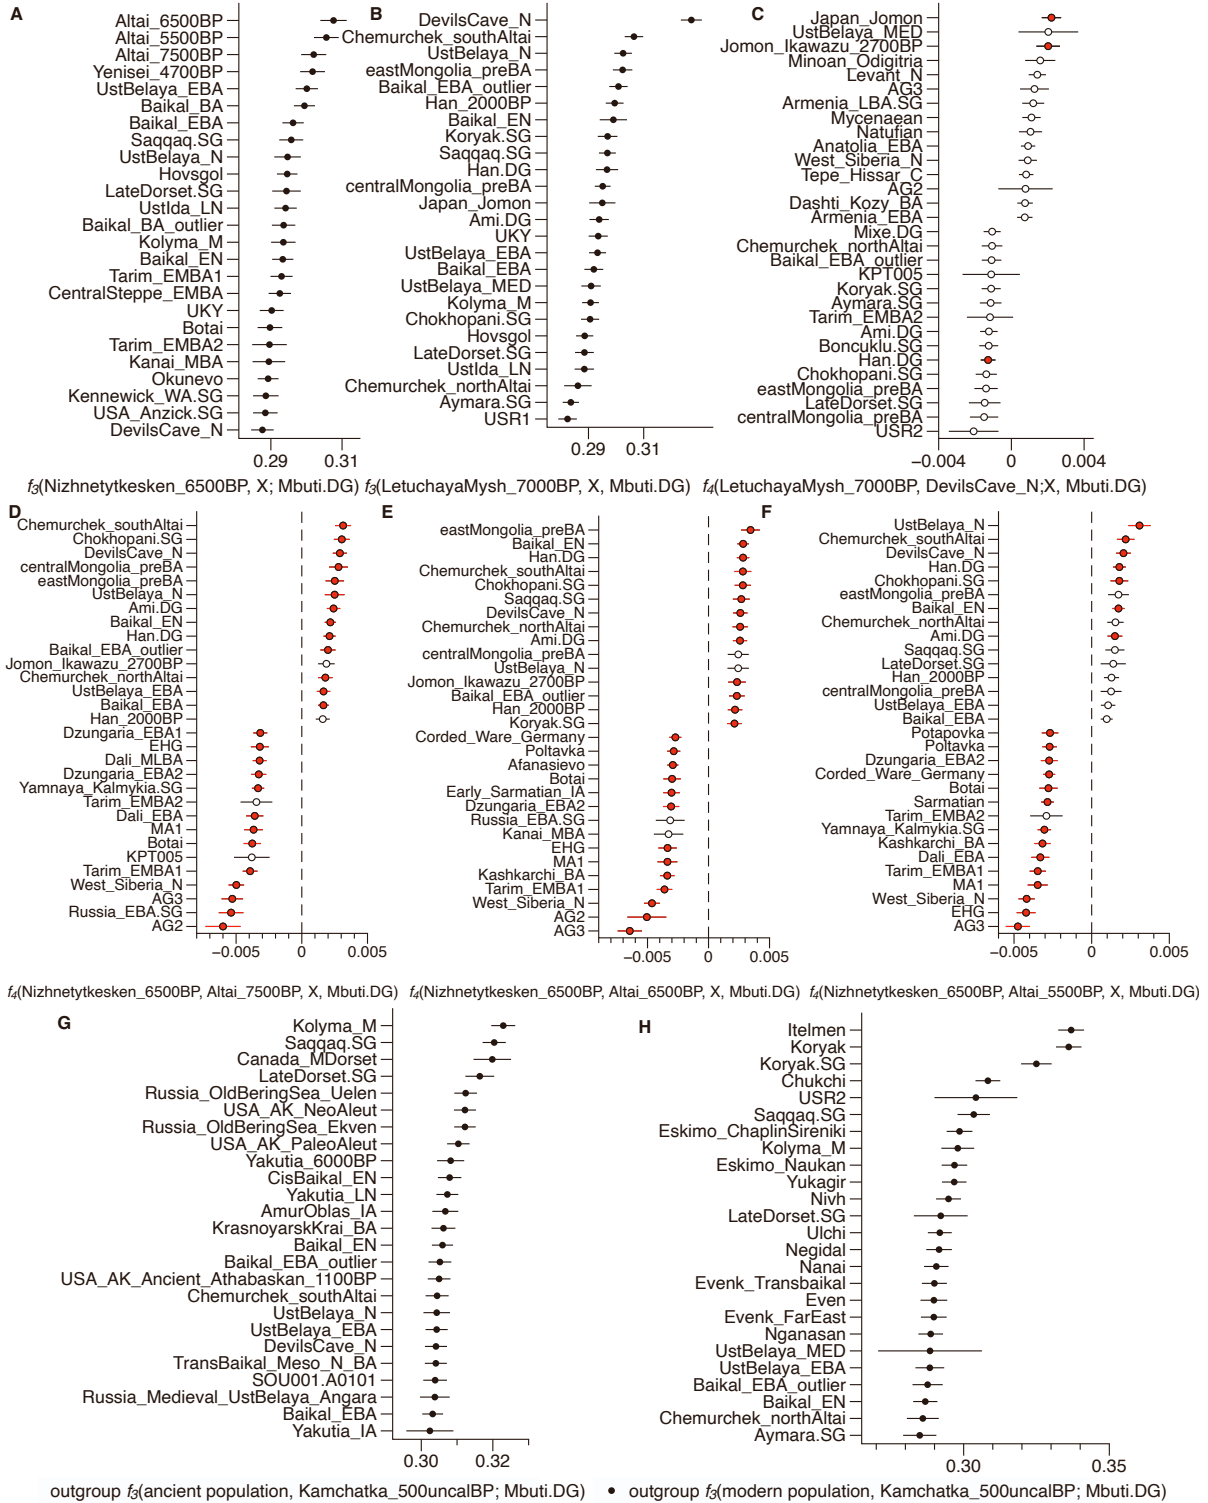 A
Altai_6500BP
Altai_5500BP
Altai_7500BP
Yenisei_4700BP
UstBelaya_EBA
Baikal_BA
Baikal_EBA
Saqqaq.SG
UstBelaya_N
Hovsgol
LateDorset.SG
UstIda_LN
Baikal_BA_outlier
Kolyma_M
Baikal_EN
Tarim_EMBA1
CentralSteppe_EMBA
UKY
Botai
Tarim_EMBA2
Kanai_MBA
Okunevo
Kennewick_WA.SG
USA_Anzick.SG
DevilsCave_N
0.29 0.31
f3(Nizhnetytkesken_6500BP, X; Mbuti.DG)
B
DevilsCave_N
Chemurchek_southAltai
UstBelaya_N
eastMongolia_preBA
Baikal_EBA_outlier
Han_2000BP
Baikal_EN
Koryak.SG
Saqqaq.SG
Han.DG
centralMongolia_preBA
Japan_Jomon
Ami.DG
UKY
UstBelaya_EBA
Baikal_EBA
UstBelaya_MED
Kolyma_M
Chokhopani.SG
Hovsgol
LateDorset.SG
UstIda_LN
Chemurchek_northAltai
Aymara.SG
USR1
0.29 0.31
f3(LetuchayaMysh_7000BP, X, Mbuti.DG)
C
Japan_Jomon
UstBelaya_MED
Jomon_Ikawazu_2700BP
Minoan_Odigitria
Levant_N
AG3
Armenia_LBA.SG
Mycenaean
Natufian
Anatolia_EBA
West_Siberia_N
Tepe_Hissar_C
AG2
Dashti_Kozy_BA
Armenia_EBA
Mixe.DG
Chemurchek_northAltai
Baikal_EBA_outlier
KPT005
Koryak.SG
Aymara.SG
Tarim_EMBA2
Ami.DG
Boncuklu.SG
Han.DG
Chokhopani.SG
eastMongolia_preBA
LateDorset.SG
centralMongolia_preBA
USR2
−0.004 0 0.004
f4(LetuchayaMysh_7000BP, DevilsCave_N;X, Mbuti.DG)
D
Chemurchek_southAltai
Chokhopani.SG
DevilsCave_N
centralMongolia_preBA
eastMongolia_preBA
UstBelaya_N
Ami.DG
Baikal_EN
Han.DG
Baikal_EBA_outlier
Jomon_Ikawazu_2700BP
Chemurchek_northAltai
UstBelaya_EBA
Baikal_EBA
Han_2000BP
Dzungaria_EBA1
EHG
Dali_MLBA
Dzungaria_EBA2
Yamnaya_Kalmykia.SG
Tarim_EMBA2
Dali_EBA
MA1
Botai
KPT005
Tarim_EMBA1
West_Siberia_N
AG3
Russia_EBA.SG
AG2
−0.005 0 0.005
f4(Nizhnetytkesken_6500BP, Altai_7500BP, X, Mbuti.DG)
E
eastMongolia_preBA
Baikal_EN
Han.DG
Chemurchek_southAltai
Chokhopani.SG
Saqqaq.SG
DevilsCave_N
Chemurchek_northAltai
Ami.DG
centralMongolia_preBA
UstBelaya_N
Jomon_Ikawazu_2700BP
Baikal_EBA_outlier
Han_2000BP
Koryak.SG
Corded_Ware_Germany
Poltavka
Afanasievo
Botai
Early_Sarmatian_IA
Dzungaria_EBA2
Russia_EBA.SG
Kanai_MBA
EHG
MA1
Kashkarchi_BA
Tarim_EMBA1
West_Siberia_N
AG2
AG3
−0.005 0 0.005
f4(Nizhnetytkesken_6500BP, Altai_6500BP, X, Mbuti.DG)
F
UstBelaya_N
Chemurchek_southAltai
DevilsCave_N
Han.DG
Chokhopani.SG
eastMongolia_preBA
Baikal_EN
Chemurchek_northAltai
Ami.DG
Saqqaq.SG
LateDorset.SG
Han_2000BP
centralMongolia_preBA
UstBelaya_EBA
Baikal_EBA
Potapovka
Poltavka
Dzungaria_EBA2
Corded_Ware_Germany
Botai
Sarmatian
Tarim_EMBA2
Yamnaya_Kalmykia.SG
Kashkarchi_BA
Dali_EBA
Tarim_EMBA1
MA1
West_Siberia_N
EHG
AG3
−0.005 0 0.005
f4(Nizhnetytkesken_6500BP, Altai_5500BP, X, Mbuti.DG)
G
Kolyma_M
Saqqaq.SG
Canada_MDorset
LateDorset.SG
Russia_OldBeringSea_Uelen
USA_AK_NeoAleut
Russia_OldBeringSea_Ekven
USA_AK_PaleoAleut
Yakutia_6000BP
CisBaikal_EN
Yakutia_LN
AmurOblas_IA
KrasnoyarskKrai_BA
Baikal_EN
Baikal_EBA_outlier
USA_AK_Ancient_Athabaskan_1100BP
Chemurchek_southAltai
UstBelaya_N
UstBelaya_EBA
DevilsCave_N
TransBaikal_Meso_N_BA
SOU001.A0101
Russia_Medieval_UstBelaya_Angara
Baikal_EBA
Yakutia_IA
0.30 0.32
outgroup f3(ancient population, Kamchatka_500uncalBP; Mbuti.DG)
H
Itelmen
Koryak
Koryak.SG
Chukchi
USR2
Saqqaq.SG
Eskimo_ChaplinSireniki
Kolyma_M
Eskimo_Naukan
Yukagir
Nivh
LateDorset.SG
Ulchi
Negidal
Nanai
Evenk_Transbaikal
Even
Evenk_FarEast
Nganasan
UstBelaya_MED
UstBelaya_EBA
Baikal_EBA_outlier
Baikal_EN
Chemurchek_northAltai
Aymara.SG
0.30 0.35
outgroup f3(modern population, Kamchatka_500uncalBP; Mbuti.DG)